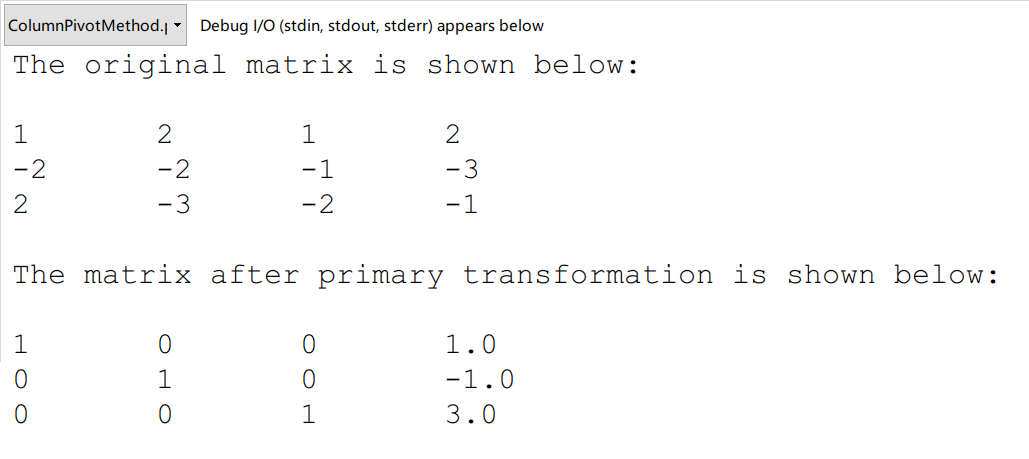 ColumnPivotMethod.p Debug I/O (stdin, stdout, stderr) appears below
The original matrix is shown below:
1 2 1 2
-2 -2 -1 -3
2 -3 -2 -1
The matrix after primary transformation is shown below:
1 0 0 1.0
0 1 0 -1.0
0 0 1 3.0